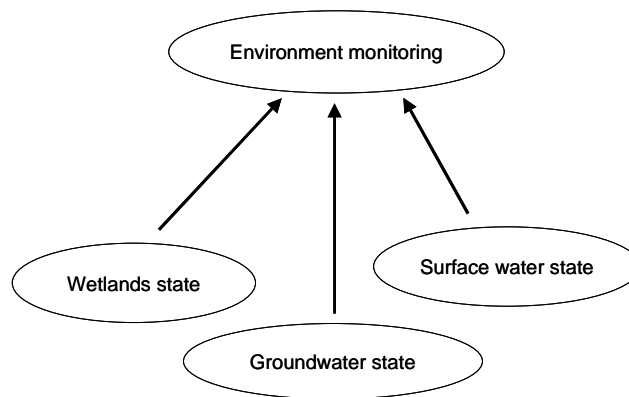 Environment monitoring
Wetlands state
Surface water state
Groundwater state